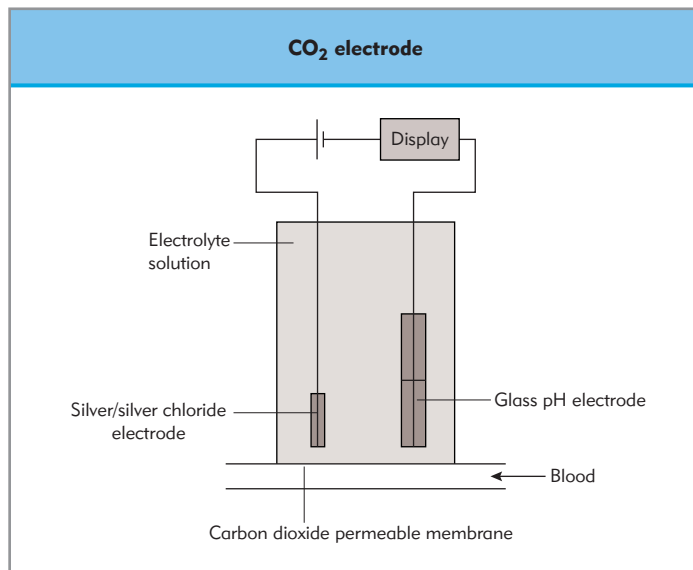 CO₂ electrode
Display
Electrolyte
solution
Silver/silver chloride
electrode
Glass pH electrode
Blood
Carbon dioxide permeable membrane